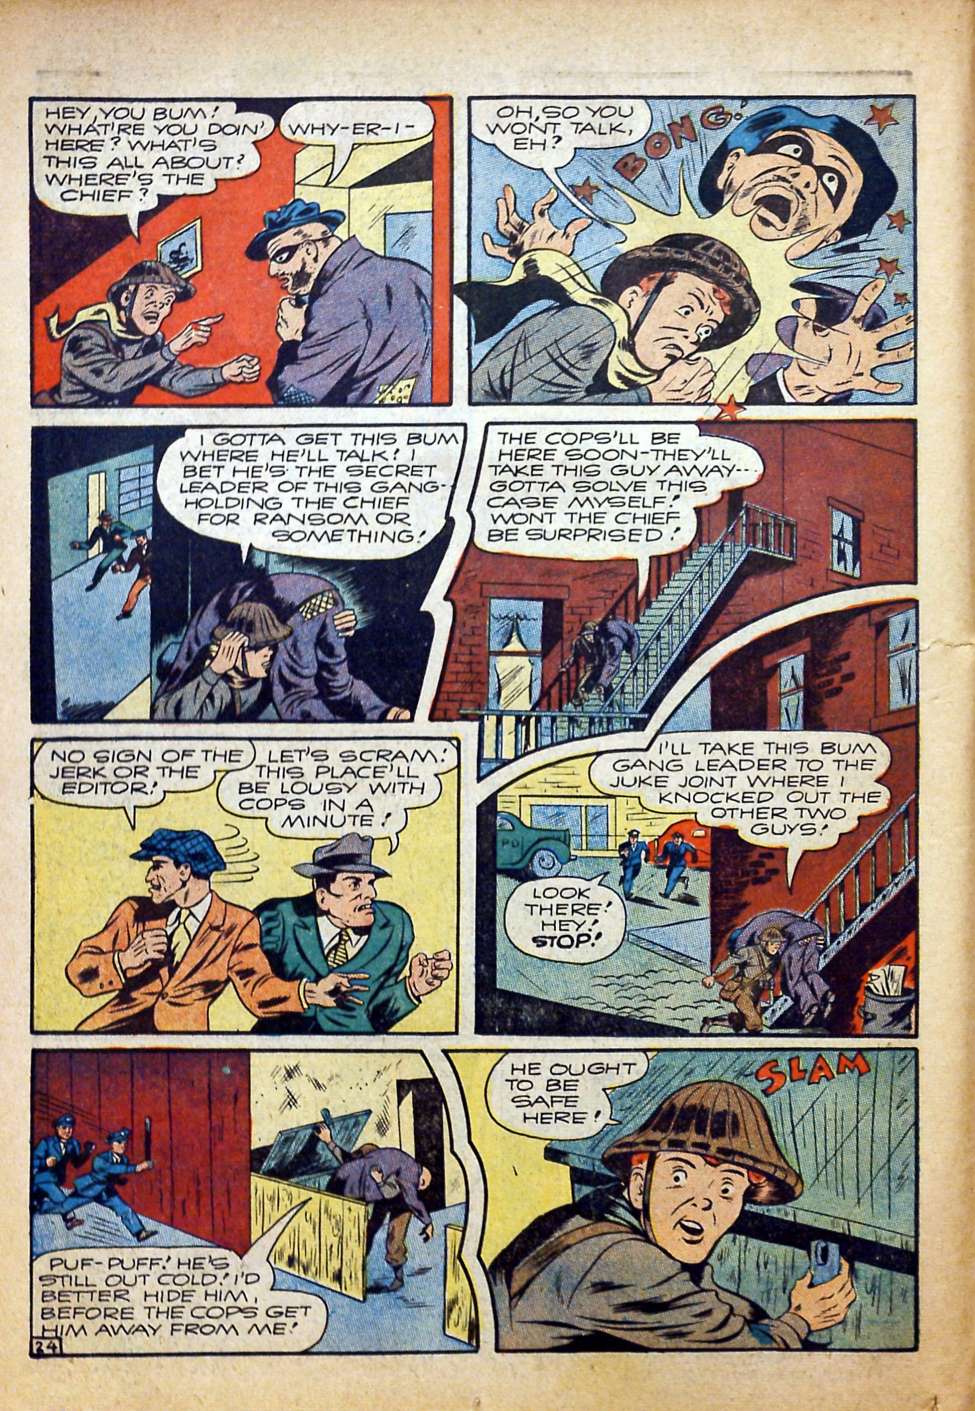 HEY, YOU BUM!
WHAT'RE YOU DOIN'
HERE? WHAT'S
THIS ALL ABOUT?
WHERE'S THE
CHIEF?
WHY-ER-I-
OH, SO YOU
WONT TALK,
EH?
BONG!
I GOTTA GET THIS BUM
WHERE HE'LL TALK! I
BET HE'S THE SECRET
LEADER OF THIS GANG--
HOLDING THE CHIEF
FOR RANSOM OR
SOMETHING!
THE COPS'LL BE
HERE SOON-THEY'LL
TAKE THIS GUY AWAY---
GOTTA SOLVE THIS
CASE MYSELF!
WONT THE CHIEF
BE SURPRISED!
NO SIGN OF THE
JERK OR THE
EDITOR!
LET'S SCRAM!
THIS PLACE'LL
BE LOUSY WITH
COPS IN A
MINUTE!
I'LL TAKE THIS BUM
GANG LEADER TO THE
JUKE JOINT WHERE I
KNOCKED OUT THE
OTHER TWO
GUYS!
PD
LOOK
THERE!
HEY!
STOP!
PUF-PUFF! HE'S
STILL OUT COLD! I'D
BETTER HIDE HIM,
BEFORE THE COPS GET
HIM AWAY FROM ME!
24
HE OUGHT
TO BE
SAFE
HERE!
SLAM